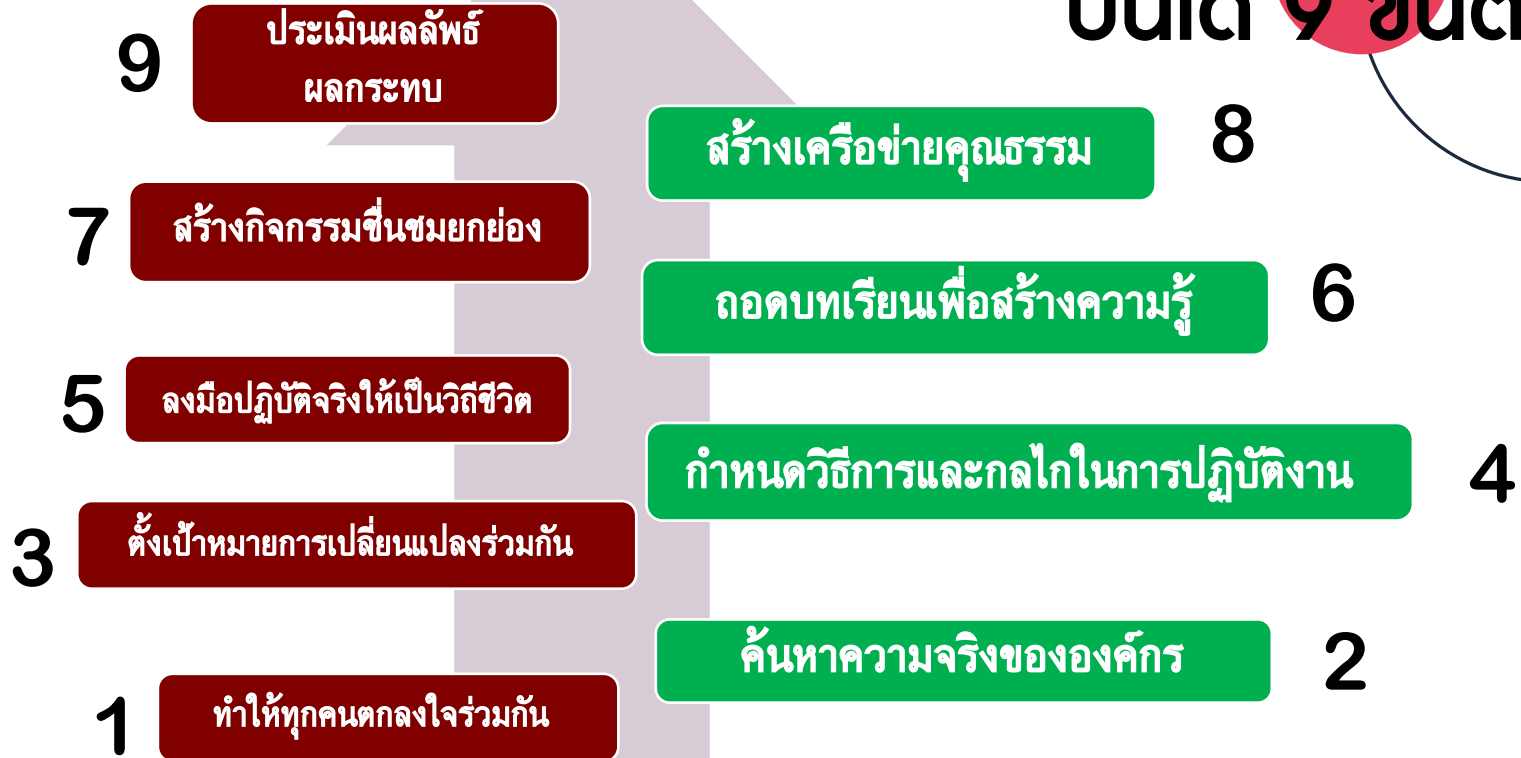 บันได 9 ขั้นต
9
ประเมินผลลัพธ์
ผลกระทบ
สร้างเครือข่ายคุณธรรม
8
7
สร้างกิจกรรมชื่นชมยกย่อง
ถอดบทเรียนเพื่อสร้างความรู้
6
5
ลงมือปฏิบัติจริงให้เป็นวิถีชีวิต
กำหนดวิธีการและกลไกในการปฏิบัติงาน
4
3
ตั้งเป้าหมายการเปลี่ยนแปลงร่วมกัน
ค้นหาความจริงขององค์กร
2
1
ทำให้ทุกคนตกลงใจร่วมกัน